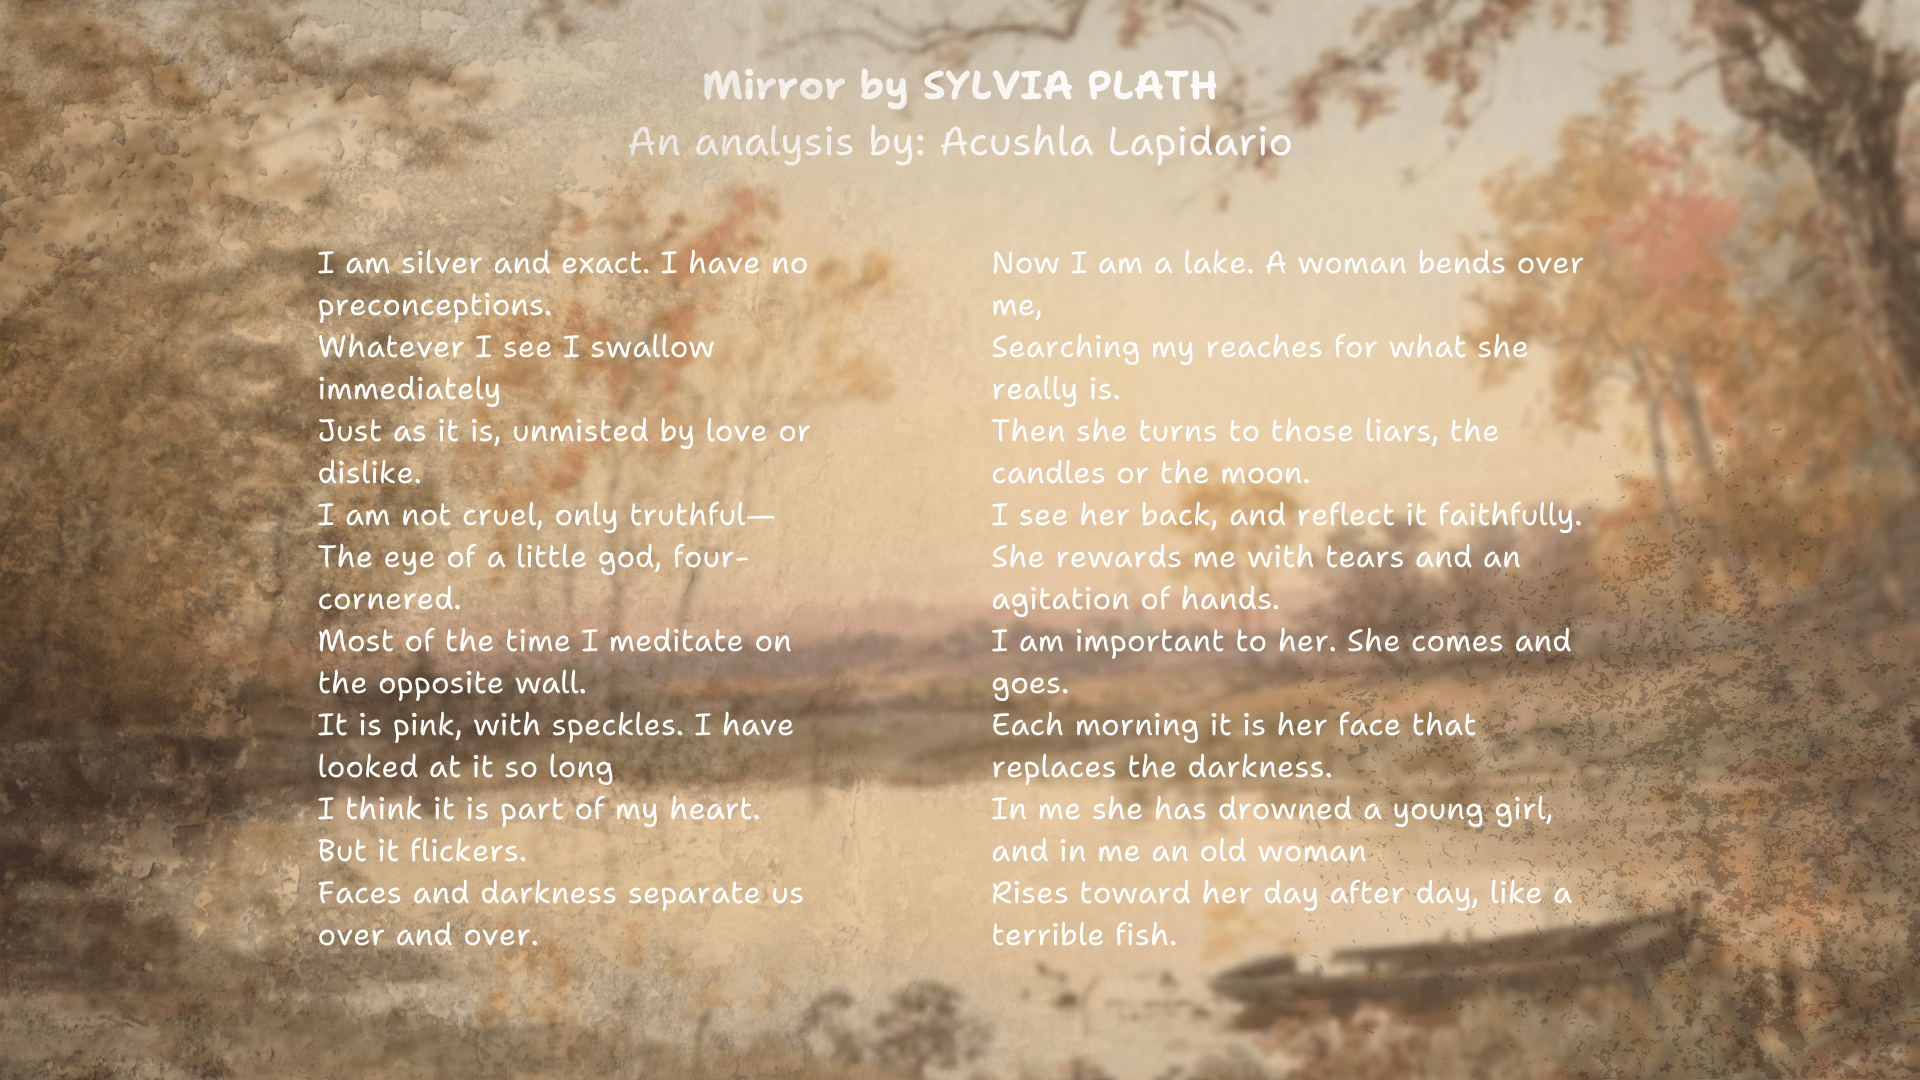 Mirror by SYLVIA PLATH
An analysis by: Acushla Lapidario
I am silver and exact. I have no
preconceptions.
Whatever I see I swallow
immediately
Just as it is, unmisted by love or
dislike.
I am not cruel, only truthful—
The eye of a little god, four-
cornered.
Most of the time I meditate on
the opposite wall.
It is pink, with speckles. I have
looked at it so long
I think it is part of my heart.
But it flickers.
Faces and darkness separate us
over and over.
Now I am a lake. A woman bends over
me,
Searching my reaches for what she
really is.
Then she turns to those liars, the
candles or the moon.
I see her back, and reflect it faithfully.
She rewards me with tears and an
agitation of hands.
I am important to her. She comes and
goes.
Each morning it is her face that
replaces the darkness.
In me she has drowned a young girl,
and in me an old woman
Rises toward her day after day, like a
terrible fish.